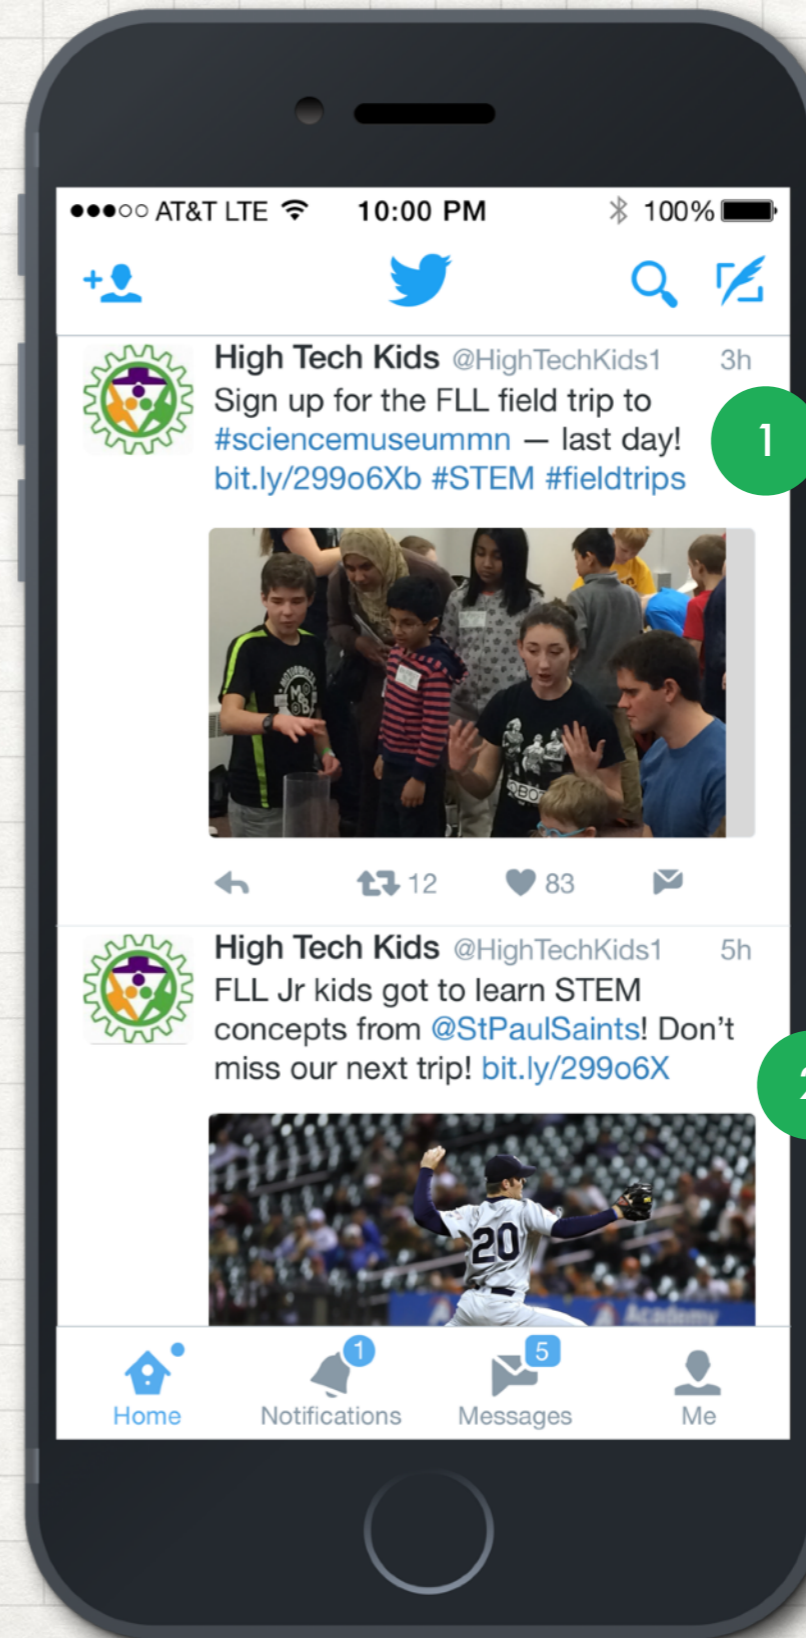 AT&T LTE 10:00 PM 100%
High Tech Kids @HighTechKids1 3h
Sign up for the FLL field trip to
#sciencemuseummn — last day!
bit.ly/299o6Xb #STEM #fieldtrips
1
12 83
High Tech Kids @HighTechKids1 5h
FLL Jr kids got to learn STEM
concepts from @StPaulSaints! Don't
miss our next trip! bit.ly/299o6X
2
20
1 5
Home Notifications Messages Me